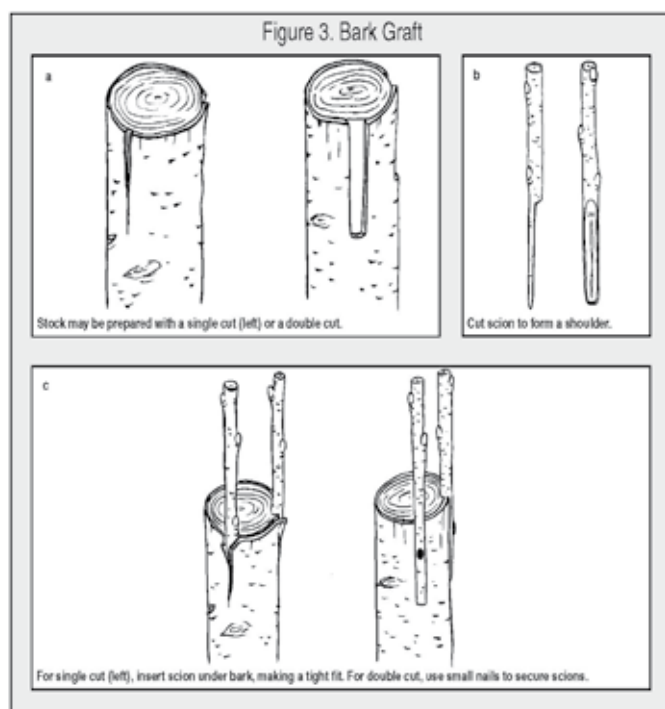 Figure 3. Bark Graft
a
Stock may be prepared with a single cut (left) or a double cut.
b
Cut scion to form a shoulder.
c
For single cut (left), insert scion under bark, making a tight fit. For double cut, use small nails to secure scions.